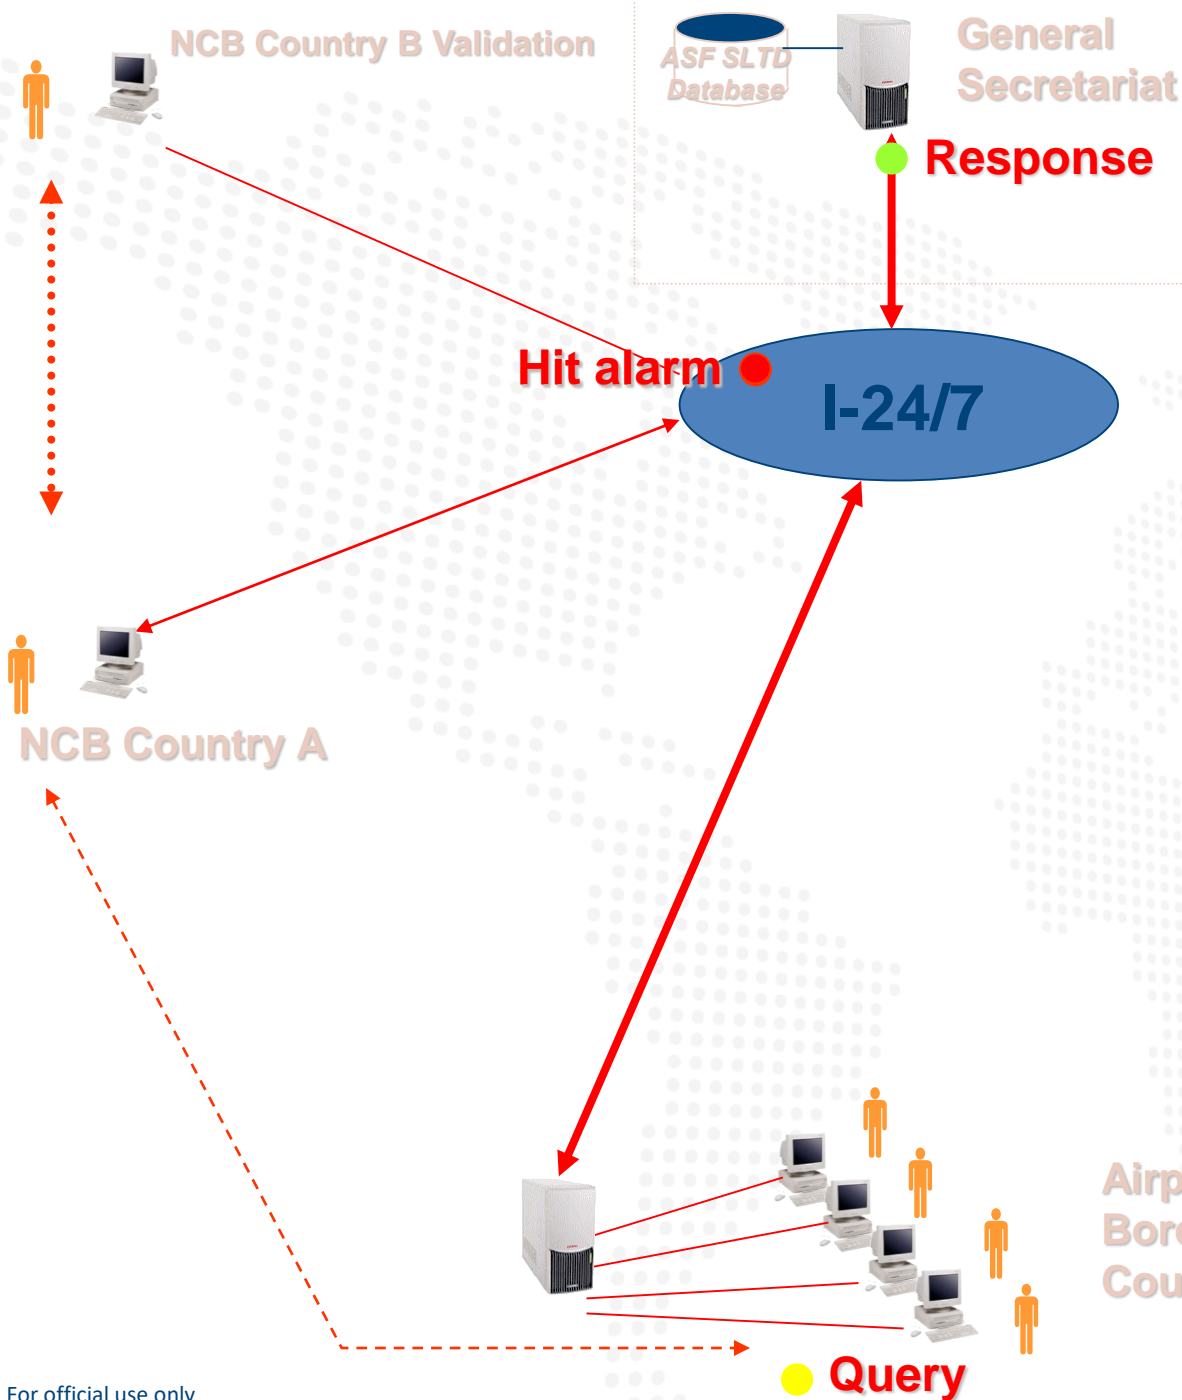 NCB Country B Validation
ASF SLTD
Database
General
Secretariat
Response
Hit alarm
I-24/7
NCB Country A
Query
For official use only